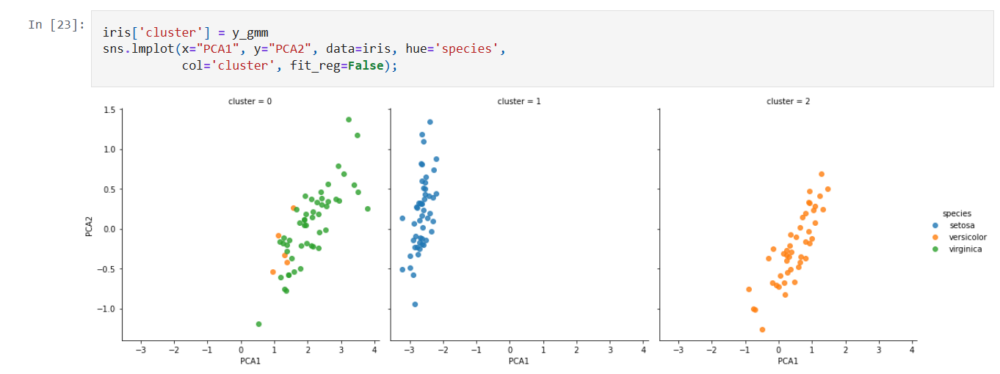 In [23]:
iris['cluster'] = y_gmm
sns.lmplot(x="PCA1", y="PCA2", data=iris, hue='species',
col='cluster', fit_reg=False);
cluster = 0
cluster = 1
cluster = 2
1.5
1.0
0.5
0.0
−0.5
−1.0
PCA2
−3 −2 −1 0 1 2 3 4
PCA1
−3 −2 −1 0 1 2 3 4
PCA1
−3 −2 −1 0 1 2 3 4
PCA1
species
setosa
versicolor
virginica